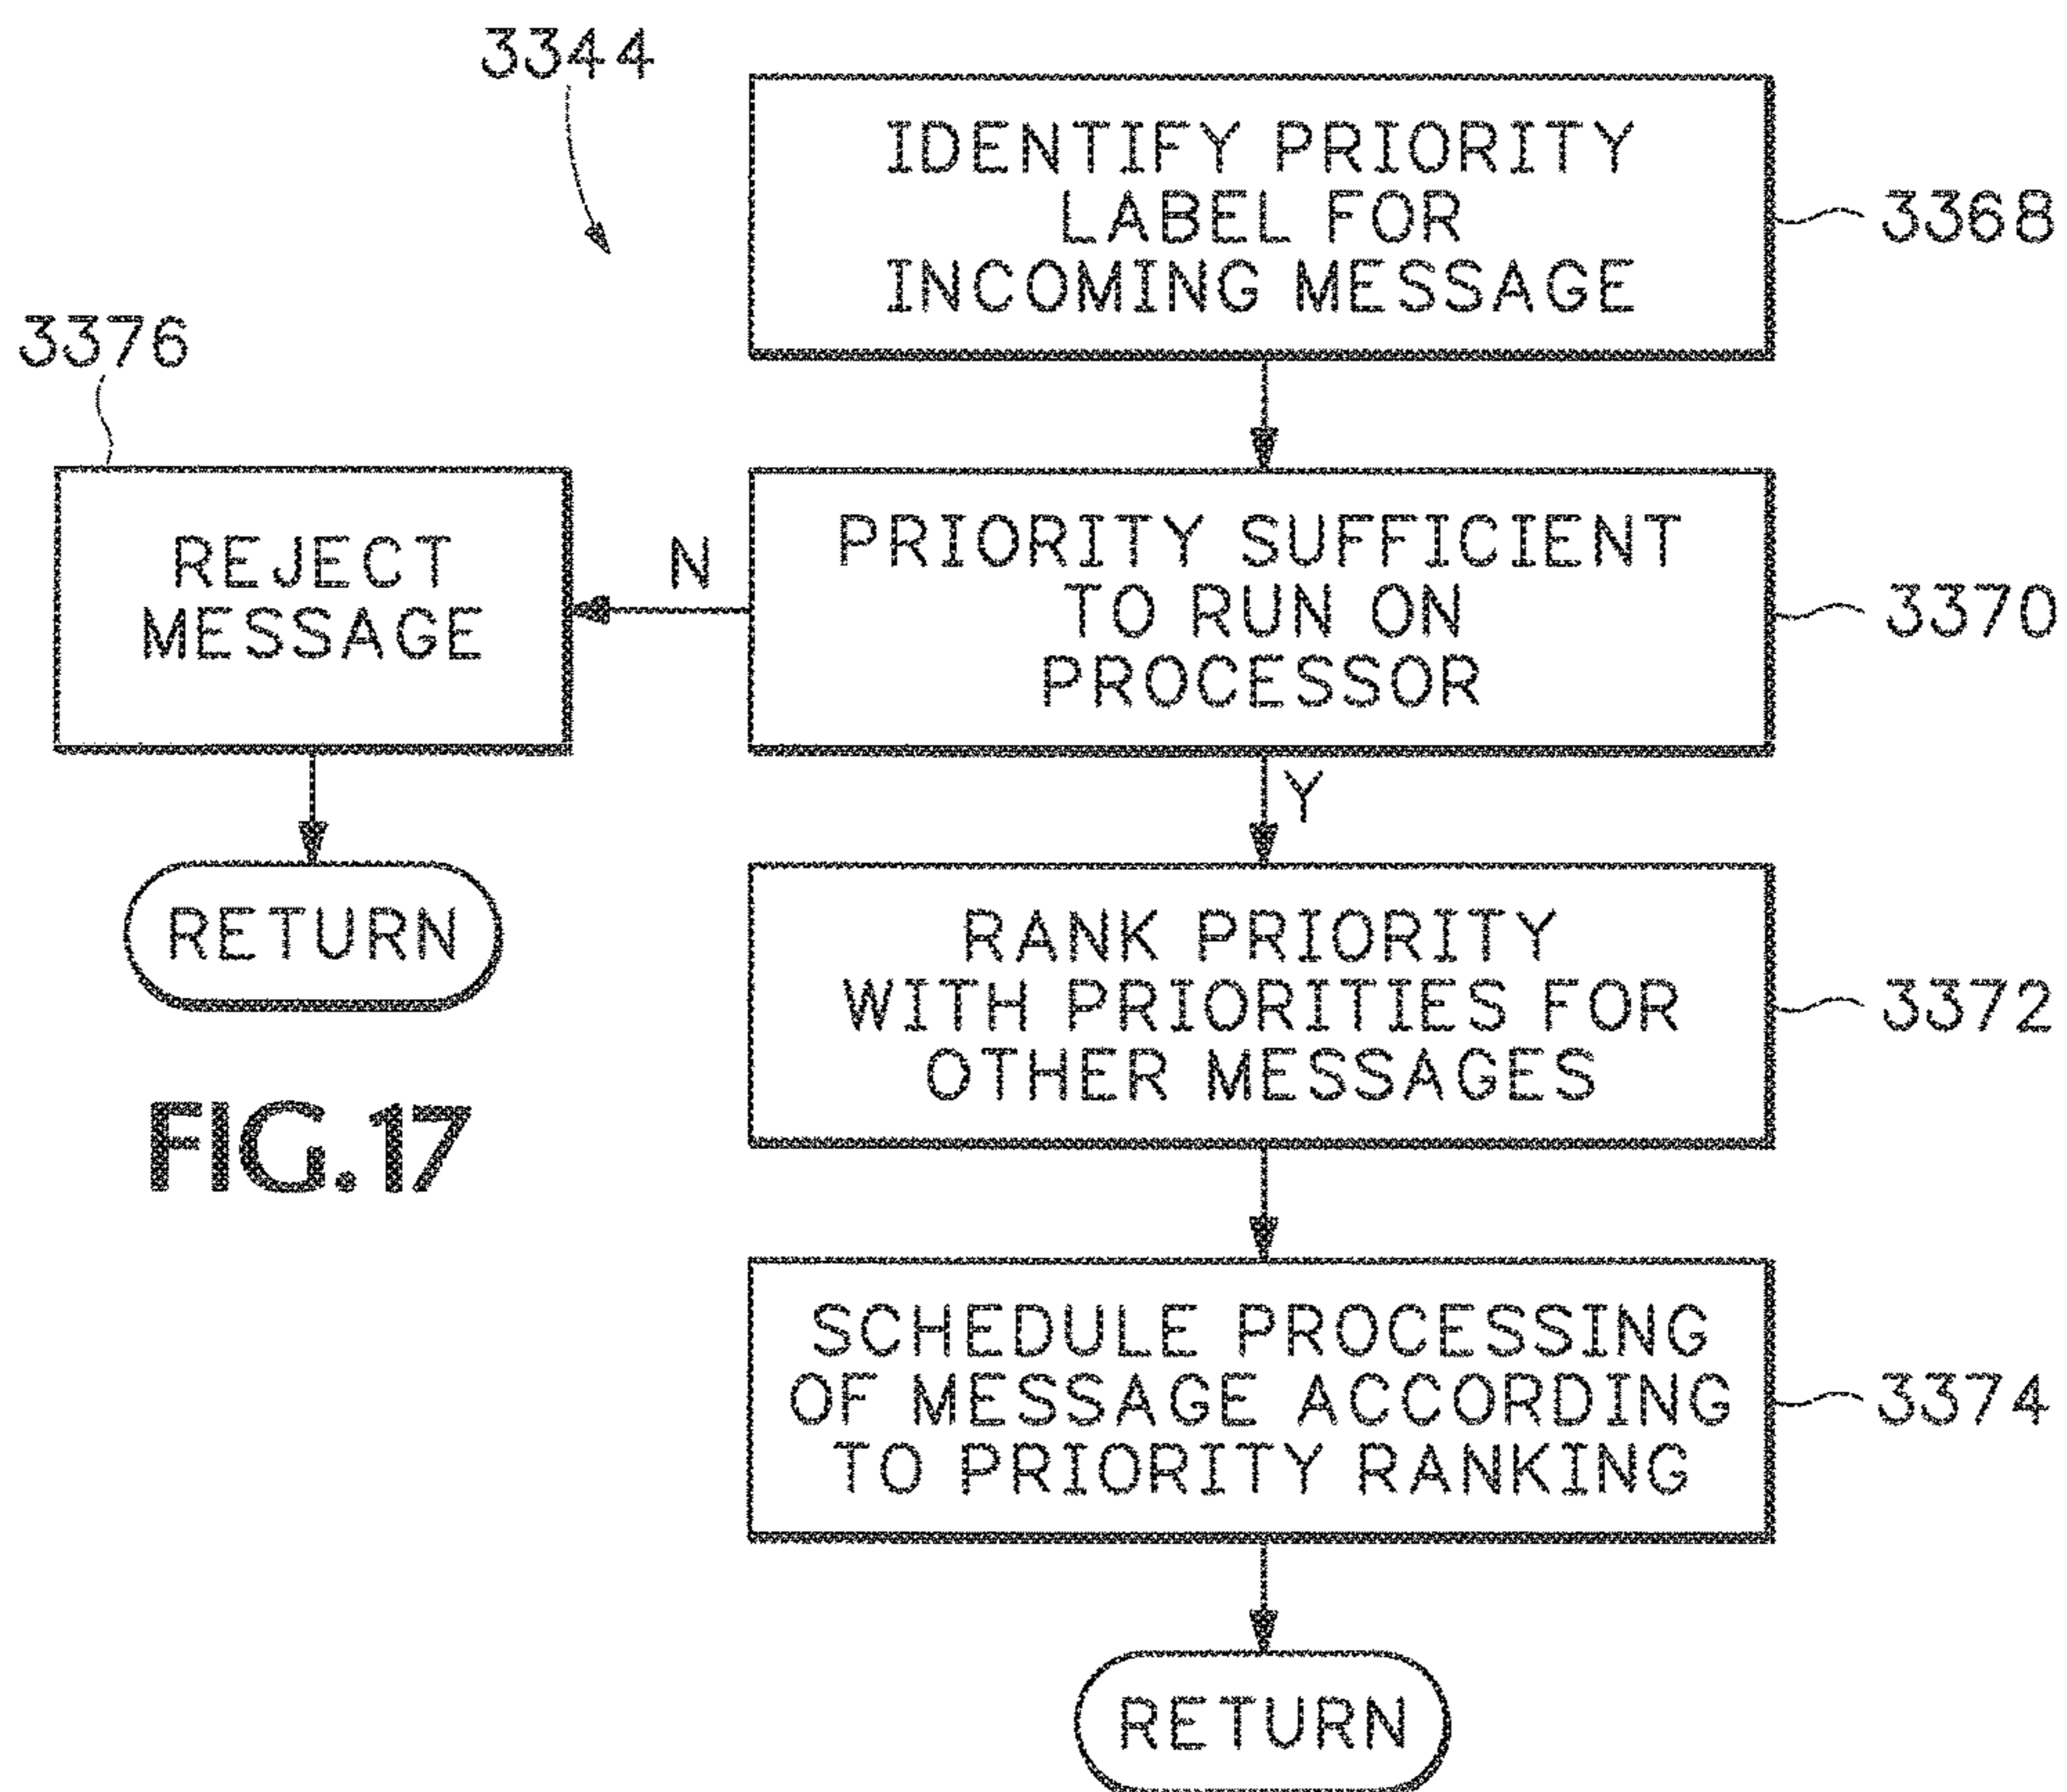 3344
IDENTIFY PRIORITY
LABEL FOR
INCOMING MESSAGE
3368
3376
REJECT
MESSAGE
N
PRIORITY SUFFICIENT
TO RUN ON
PROCESSOR
3370
Y
RETURN
RANK PRIORITY
WITH PRIORITIES FOR
OTHER MESSAGES
3372
FIG.17
SCHEDULE PROCESSING
OF MESSAGE ACCORDING
TO PRIORITY RANKING
3374
RETURN